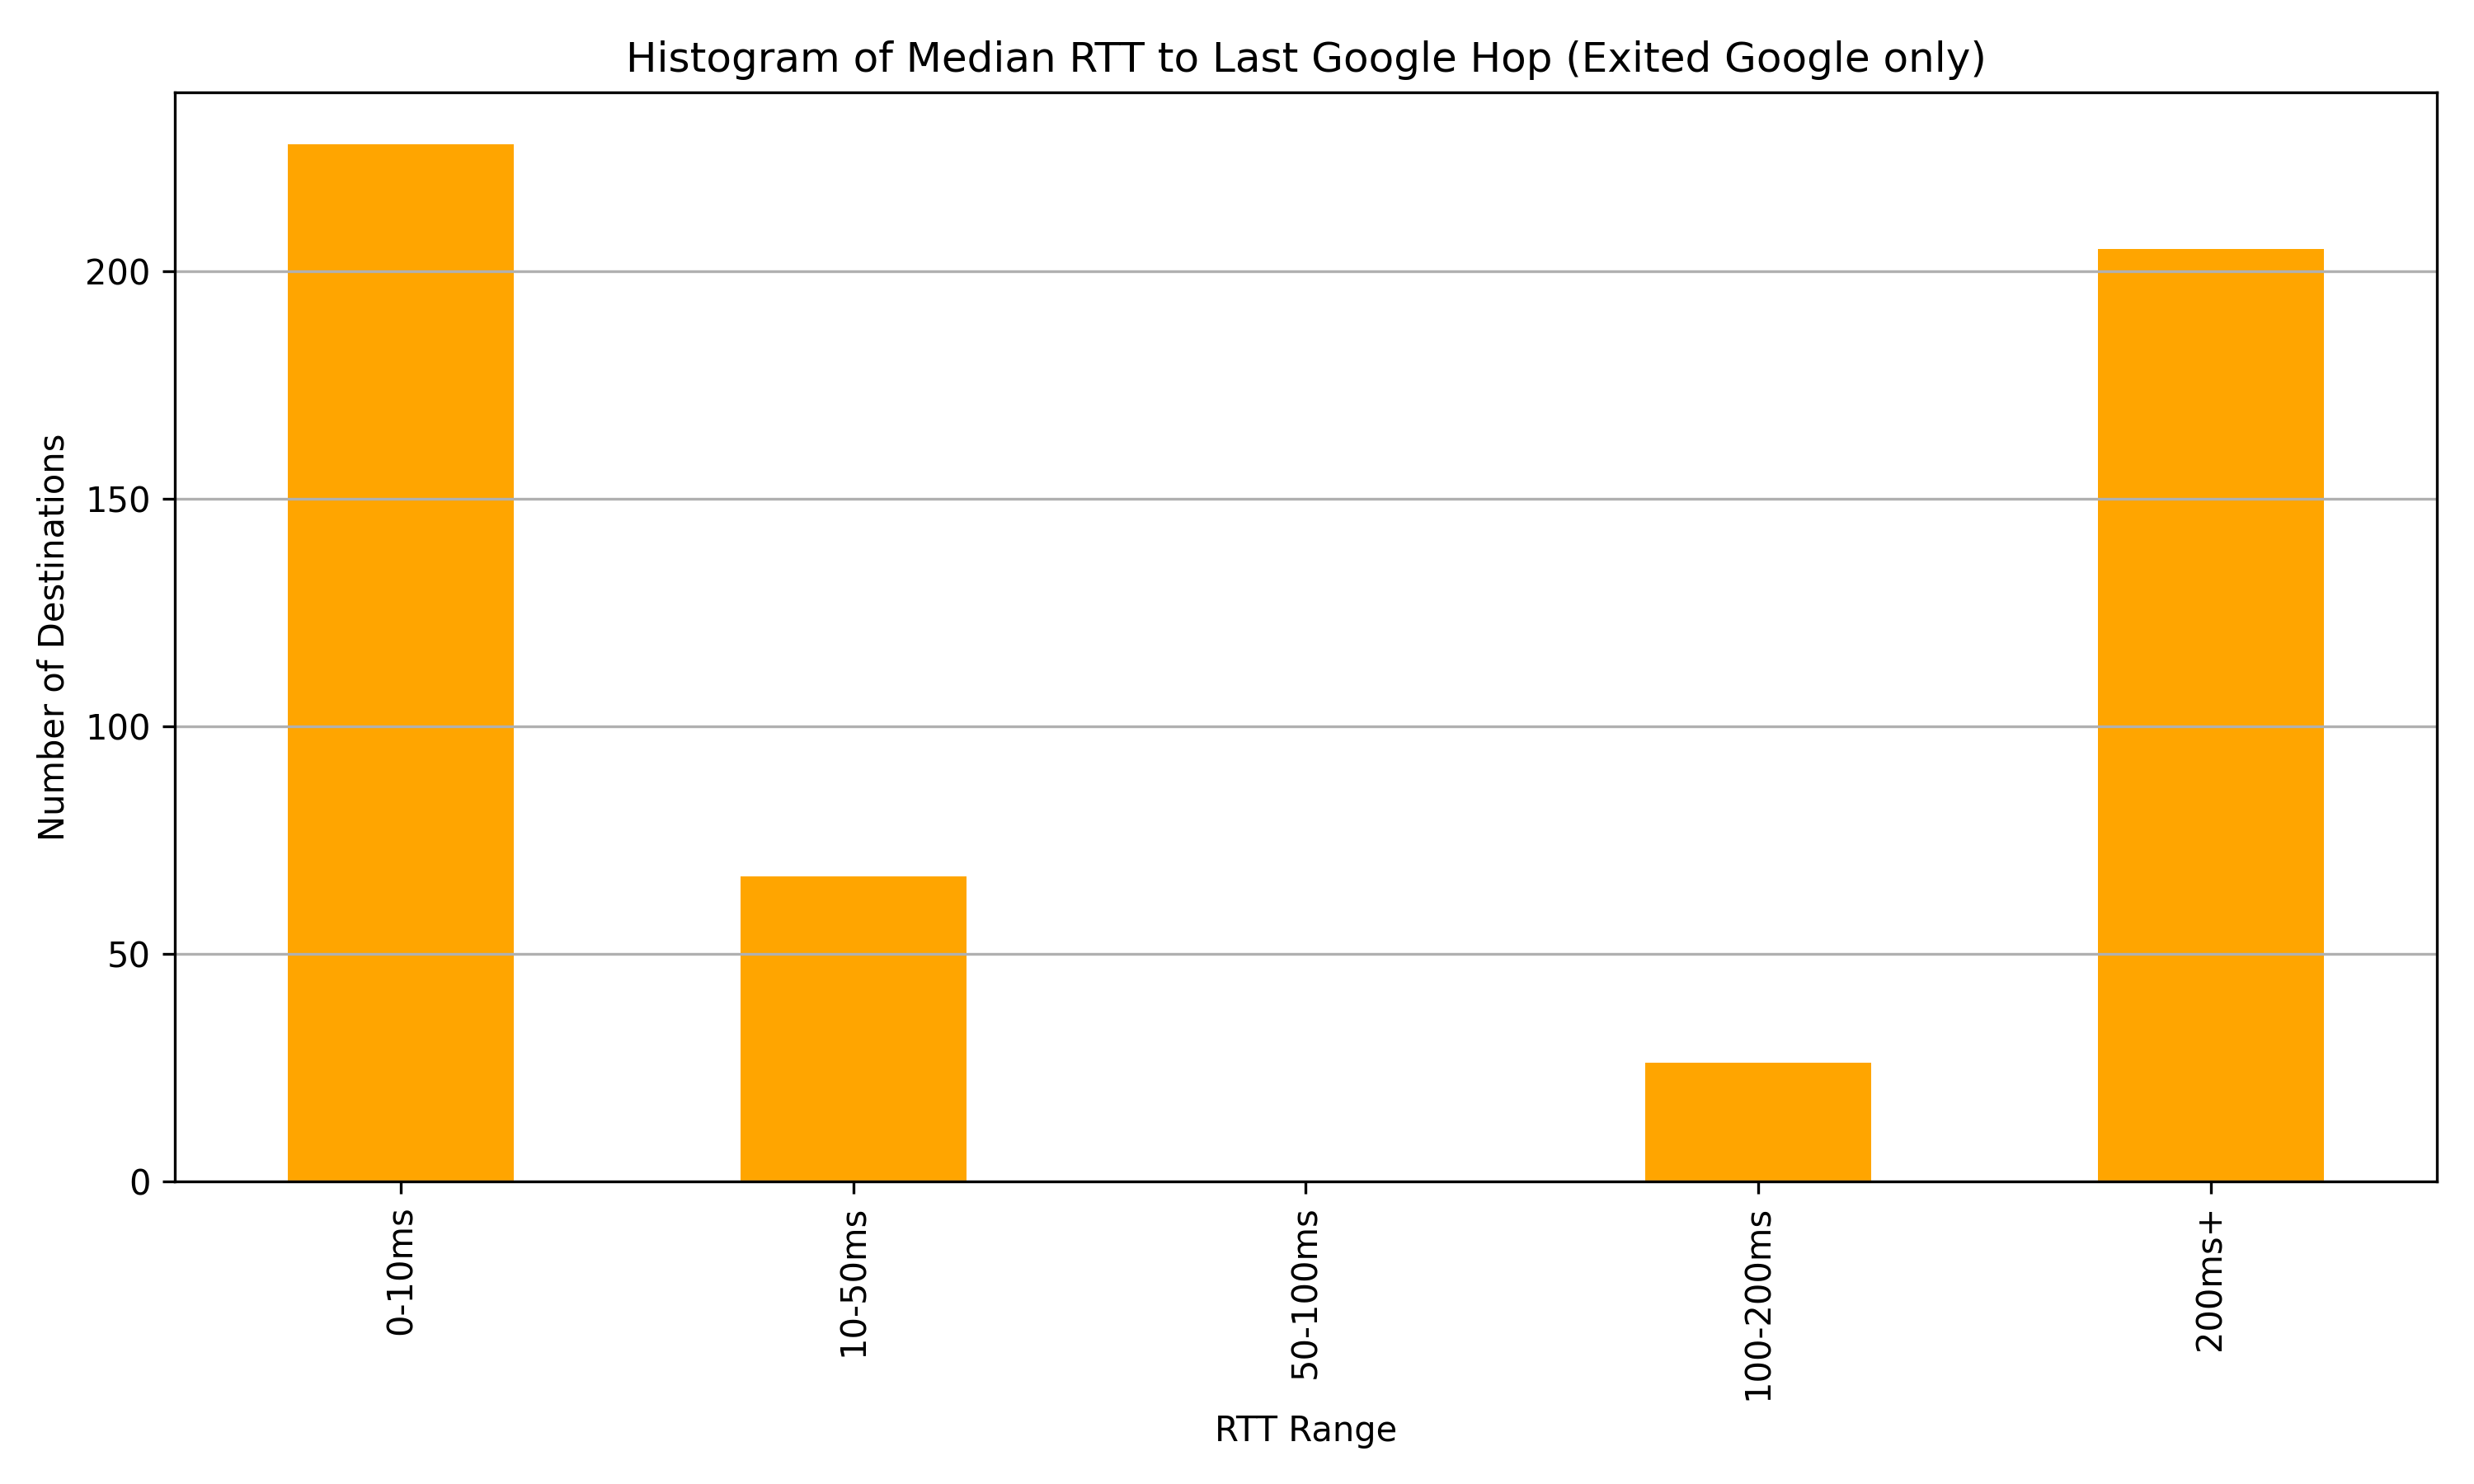 Histogram of Median RTT to Last Google Hop (Exited Google only)
Number of Destinations
200
150
100
50
0
0-10ms
10-50ms
50-100ms
100-200ms
200ms+
RTT Range